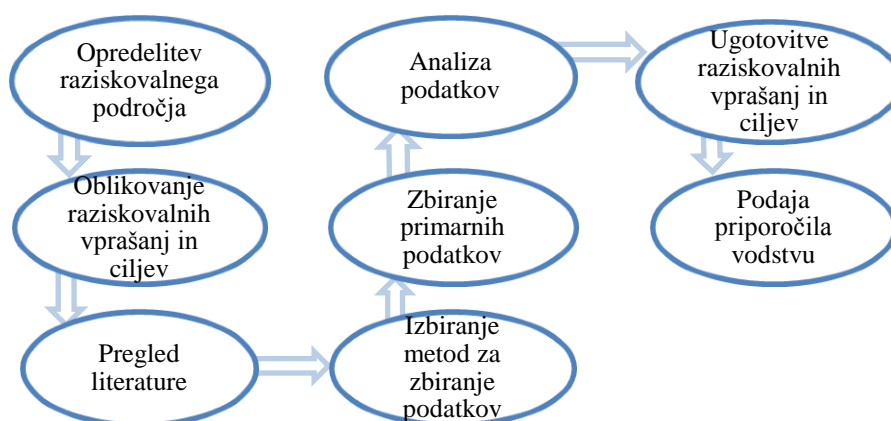 Opredelitev
raziskovalnega
področja
Oblikovanje
raziskovalnih
vprašanj in
ciljev
Pregled
literature
Izbiranje
metod za
zbiranje
podatkov
Zbiranje
primarnih
podatkov
Analiza
podatkov
Ugotovitve
raziskovalnih
vprašanj in
ciljev
Podaja
priporočila
vodstvu